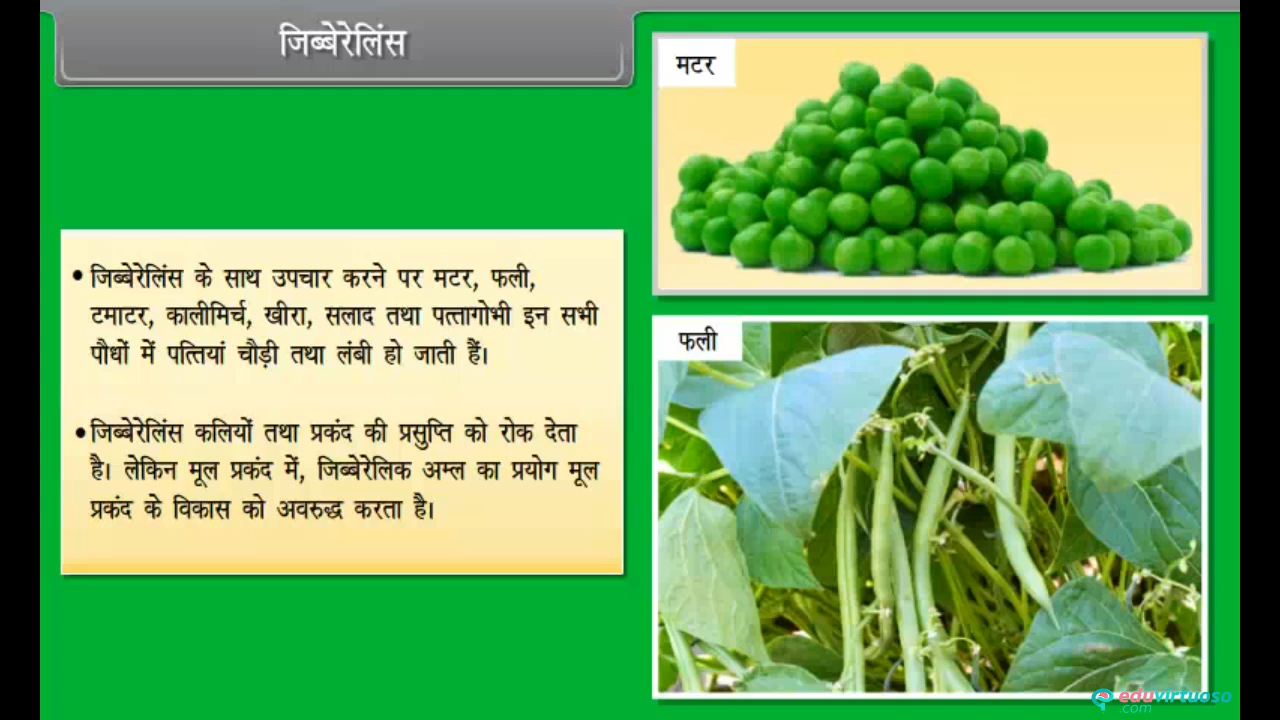 जिब्बेरेलिंस
• जिब्बेरेलिंस के साथ उपचार करने पर मटर, फली,
टमाटर, कालीमिर्च, खीरा, सलाद तथा पत्तागोभी इन सभी
पौधों में पत्तियां चौड़ी तथा लंबी हो जाती हैं।
• जिब्बेरेलिंस कलियों तथा प्रकंद की प्रसुप्ति को रोक देता
है। लेकिन मूल प्रकंद में, जिब्बेरेलिक अम्ल का प्रयोग मूल
प्रकंद के विकास को अवरुद्ध करता है।
मटर
फली
eduvirtuoso
.com